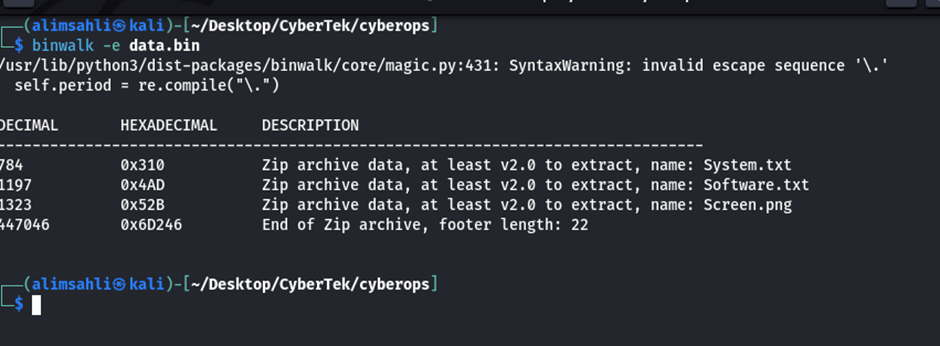 (alimsahli㉿kali)-[~/Desktop/CyberTek/cyberops]
$ binwalk -e data.bin
/usr/lib/python3/dist-packages/binwalk/core/magic.py:431: SyntaxWarning: invalid escape sequence '\.'
self.period = re.compile("\.")
DECIMAL HEXADECIMAL DESCRIPTION
--------------------------------------------------------------------------------
784 0x310 Zip archive data, at least v2.0 to extract, name: System.txt
1197 0x4AD Zip archive data, at least v2.0 to extract, name: Software.txt
1323 0x52B Zip archive data, at least v2.0 to extract, name: Screen.png
447046 0x6D246 End of Zip archive, footer length: 22
(alimsahli㉿kali)-[~/Desktop/CyberTek/cyberops]
$